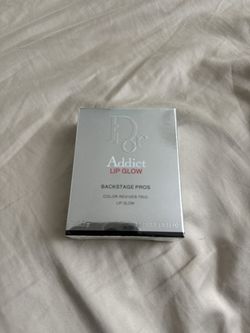 Dior
Addict
LIP GLOW
BACKSTAGE PROS
COLOR REVIVER TRIO
LIP GLOW